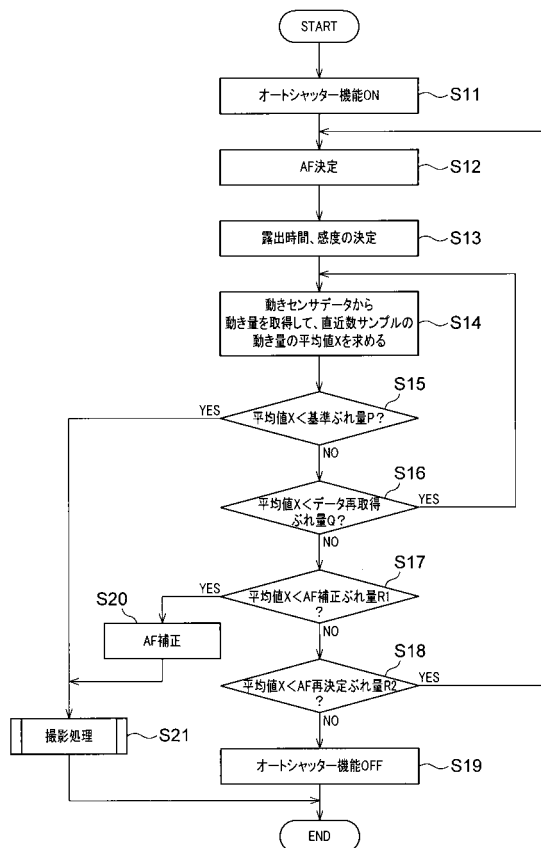 START
オートシャッター機能ON
S11
AF決定
S12
露出時間、感度の決定
S13
動きセンサデータから
動き量を取得して、直近数サンプルの
動き量の平均値Xを求める
S14
S15
YES
平均値X<基準ぶれ量P?
NO
S16
平均値X<データ再取得
ぶれ量Q?
YES
NO
S17
YES
平均値X<AF補正ぶれ量R1
?
NO
S20
AF補正
S18
平均値X<AF再決定ぶれ量R2
?
YES
NO
撮影処理
S21
オートシャッター機能OFF
S19
END